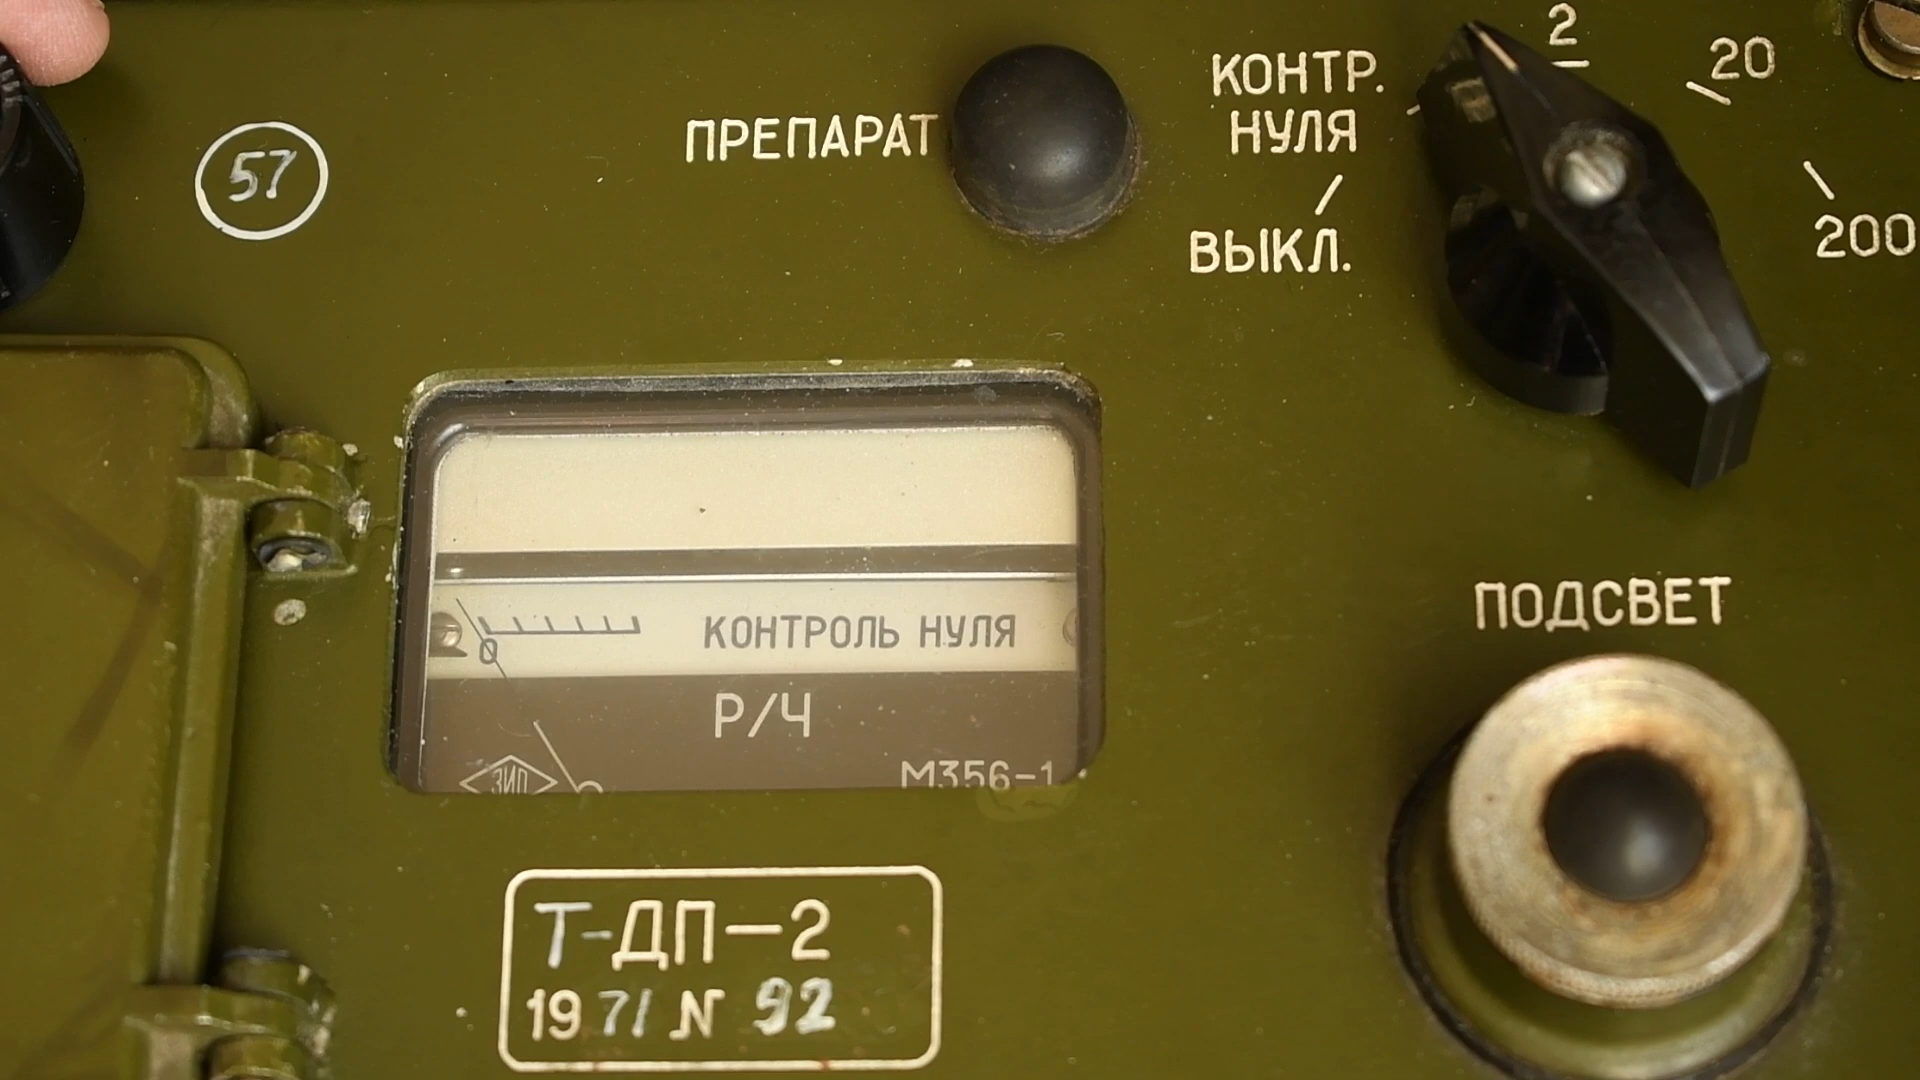 2
20
КОНТР.
НУЛЯ
ПРЕПАРАТ
57
200
ВЫКЛ.
ПОДСВЕТ
0 КОНТРОЛЬ НУЛЯ
Р/Ч
ЗИП М356-1
Т-ДП-2
1971 N 92